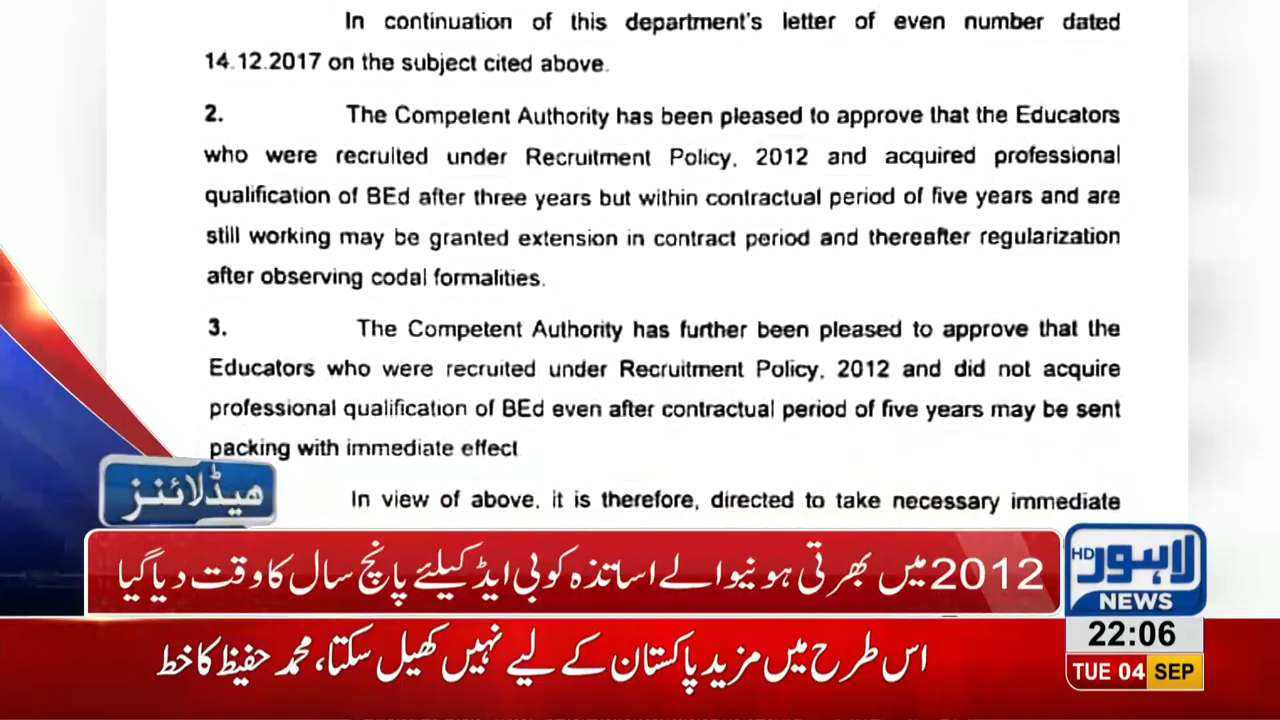 In continuation of this department's letter of even number dated
14.12.2017 on the subject cited above.
2. The Competent Authority has been pleased to approve that the Educators
who were recruited under Recruitment Policy, 2012 and acquired professional
qualification of BEd after three years but within contractual period of five years and are
still working may be granted extension in contract period and thereafter regularization
after observing codal formalities.
3. The Competent Authority has further been pleased to approve that the
Educators who were recruited under Recruitment Policy, 2012 and did not acquire
professional qualification of BEd even after contractual period of five years may be sent
packing with immediate effect
In view of above, it is therefore, directed to take necessary immediate
ہیڈلائنز
2012 میں بھرتی ہونیوالے اساتذہ کو بی ایڈ کیلئے پانچ سال کا وقت دیا گیا
لاہور HD
NEWS
22:06
TUE 04 SEP
اس طرح میں مزید پاکستان کے لیے نہیں کھیل سکتا، محمد حفیظ کا خط